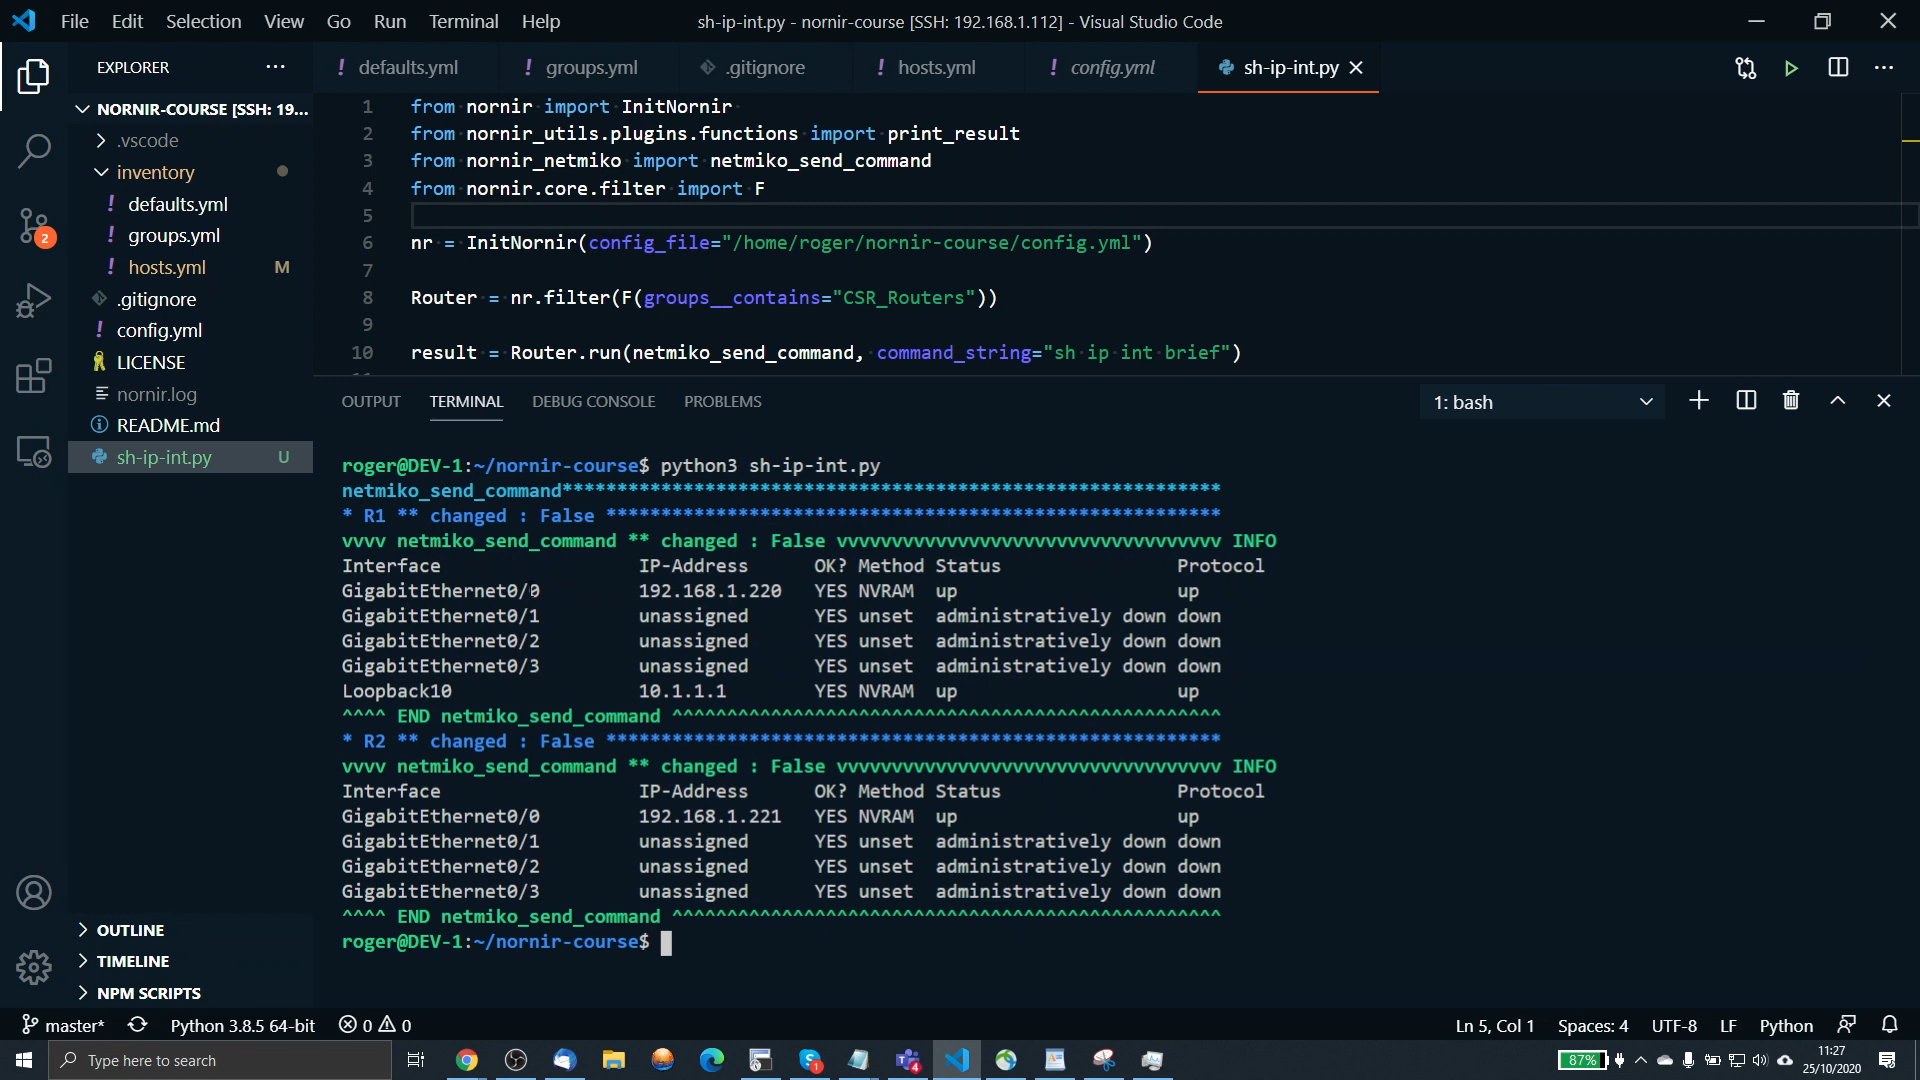 File Edit Selection View Go Run Terminal Help
sh-ip-int.py - nornir-course [SSH: 192.168.1.112] - Visual Studio Code
EXPLORER
defaults.yml
groups.yml
.gitignore
hosts.yml
config.yml
sh-ip-int.py
NORNIR-COURSE [SSH: 19...
.vscode
inventory
defaults.yml
groups.yml
hosts.yml M
.gitignore
config.yml
LICENSE
nornir.log
README.md
sh-ip-int.py U
2
OUTLINE
TIMELINE
NPM SCRIPTS
1 from nornir import InitNornir
2 from nornir_utils.plugins.functions import print_result
3 from nornir_netmiko import netmiko_send_command
4 from nornir.core.filter import F
5
6 nr = InitNornir(config_file="/home/roger/nornir-course/config.yml")
7
8 Router = nr.filter(F(groups__contains="CSR_Routers"))
9
10 result = Router.run(netmiko_send_command, command_string="sh ip int brief")
OUTPUT TERMINAL DEBUG CONSOLE PROBLEMS
1: bash
roger@DEV-1:~/nornir-course$ python3 sh-ip-int.py
netmiko_send_command************************************************************
* R1 ** changed : False ********************************************************
vvvv netmiko_send_command ** changed : False vvvvvvvvvvvvvvvvvvvvvvvvvvvvvvvvvvv INFO
Interface IP-Address OK? Method Status Protocol
GigabitEthernet0/0 192.168.1.220 YES NVRAM up up
GigabitEthernet0/1 unassigned YES unset administratively down down
GigabitEthernet0/2 unassigned YES unset administratively down down
GigabitEthernet0/3 unassigned YES unset administratively down down
Loopback10 10.1.1.1 YES NVRAM up up
^^^^ END netmiko_send_command ^^^^^^^^^^^^^^^^^^^^^^^^^^^^^^^^^^^^^^^^^^^^^^^^^^
* R2 ** changed : False ********************************************************
vvvv netmiko_send_command ** changed : False vvvvvvvvvvvvvvvvvvvvvvvvvvvvvvvvvvv INFO
Interface IP-Address OK? Method Status Protocol
GigabitEthernet0/0 192.168.1.221 YES NVRAM up up
GigabitEthernet0/1 unassigned YES unset administratively down down
GigabitEthernet0/2 unassigned YES unset administratively down down
GigabitEthernet0/3 unassigned YES unset administratively down down
^^^^ END netmiko_send_command ^^^^^^^^^^^^^^^^^^^^^^^^^^^^^^^^^^^^^^^^^^^^^^^^^^
roger@DEV-1:~/nornir-course$
master* Python 3.8.5 64-bit 0 0
Ln 5, Col 1 Spaces: 4 UTF-8 LF Python
Type here to search
1
4
87%
11:27
25/10/2020